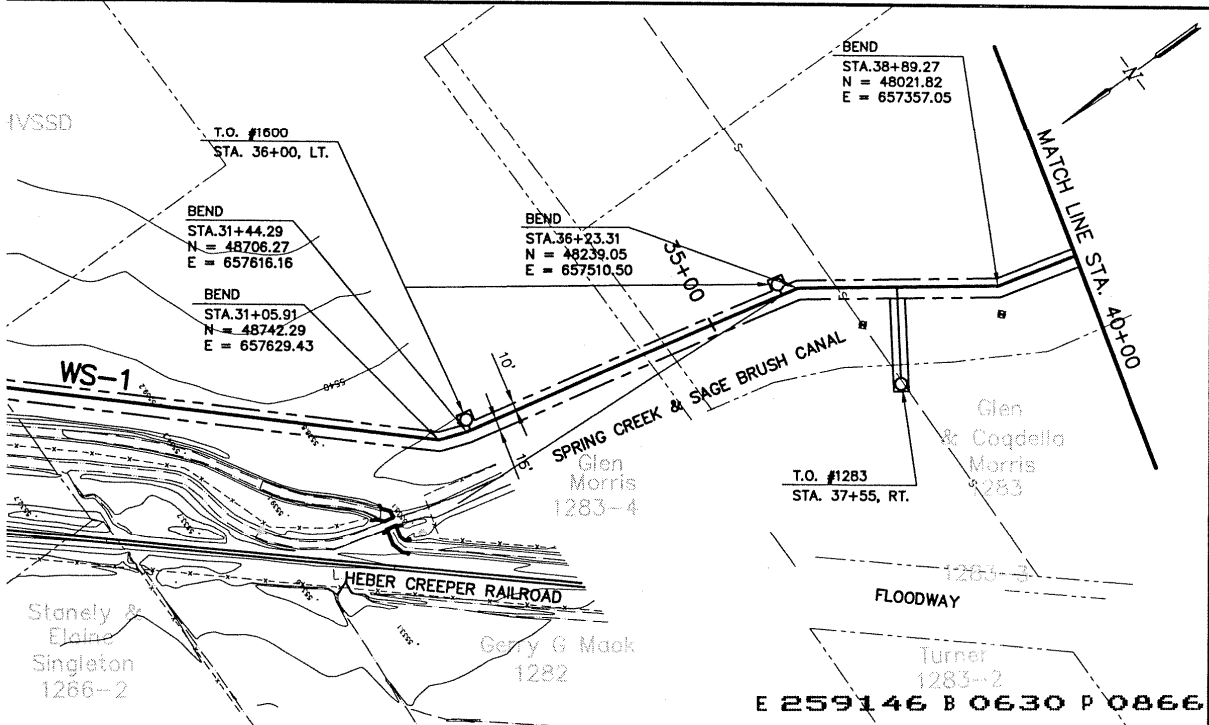 BEND
STA.38+89.27
N = 48021.82
E = 657357.05
-N-
HVSSD
T.O. #1600
STA. 36+00, LT.
MATCH LINE STA. 40+00
BEND
STA.31+44.29
N = 48706.27
E = 657616.16
BEND
STA.36+23.31
N = 48239.05
E = 657510.50
35+00
S
S
S
BEND
STA.31+05.91
N = 48742.29
E = 657629.43
WS-1
5540
10'
15'
SPRING CREEK & SAGE BRUSH CANAL
Glen
Morris
1283-4
Glen
& Coqdella
Morris
1283
T.O. #1283
STA. 37+55, RT.
HEBER CREEPER RAILROAD
1283-3
FLOODWAY
Stanely &
Elaine
Singleton
1266-2
Gerry G Mack
1282
Turner
1283-2
E 259146 B 0630 P 0866